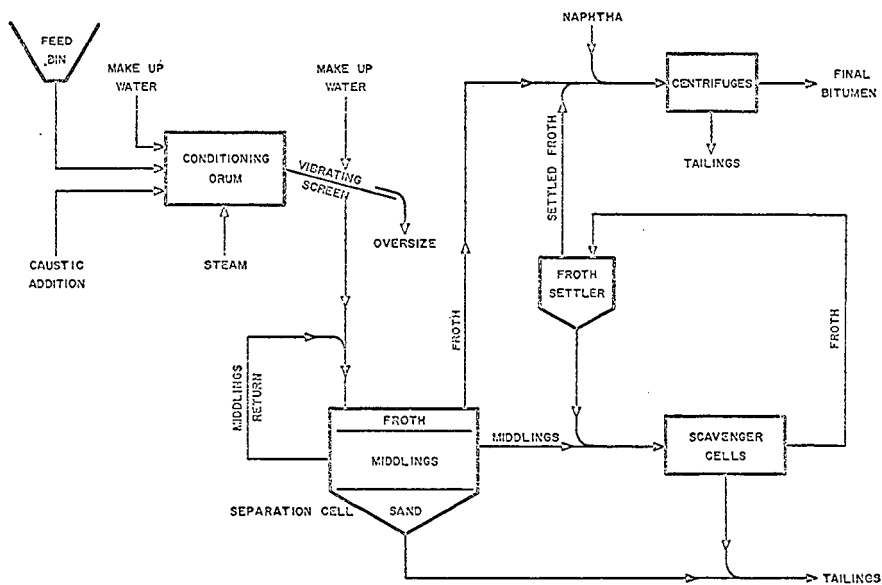 FEED
BIN
MAKE UP
WATER
MAKE UP
WATER
NAPHTHA
CENTRIFUGES
FINAL
BITUMEN
CONDITIONING
DRUM
VIBRATING
SCREEN
SETTLED FROTH
TAILINGS
OVERSIZE
CAUSTIC
ADDITION
STEAM
FROTH
SETTLER
FROTH
FROTH
MIDDLINGS
RETURN
FROTH
MIDDLINGS
MIDDLINGS
SCAVENGER
CELLS
SEPARATION CELL
SAND
TAILINGS